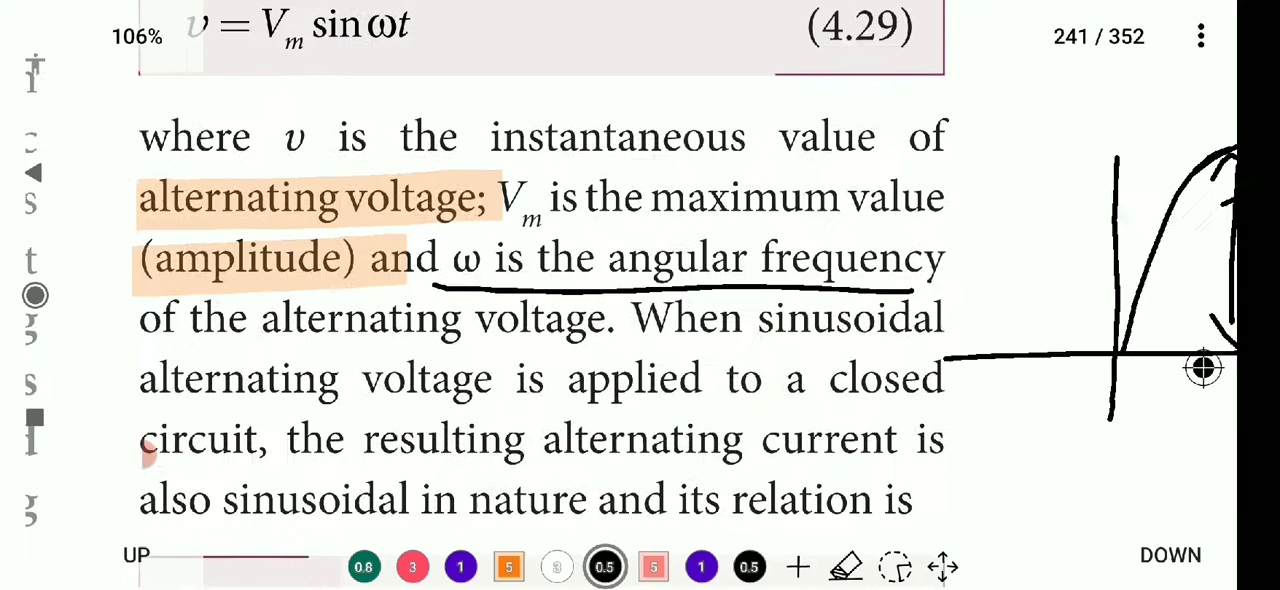 106%
υ = Vm sin ωt (4.29)
241 / 352
where υ is the instantaneous value of
alternating voltage; Vm is the maximum value
(amplitude) and ω is the angular frequency
of the alternating voltage. When sinusoidal
alternating voltage is applied to a closed
circuit, the resulting alternating current is
also sinusoidal in nature and its relation is
s
t
g
s
g
UP
0.8 3 1 5 3 0.5 5 1 0.5
DOWN